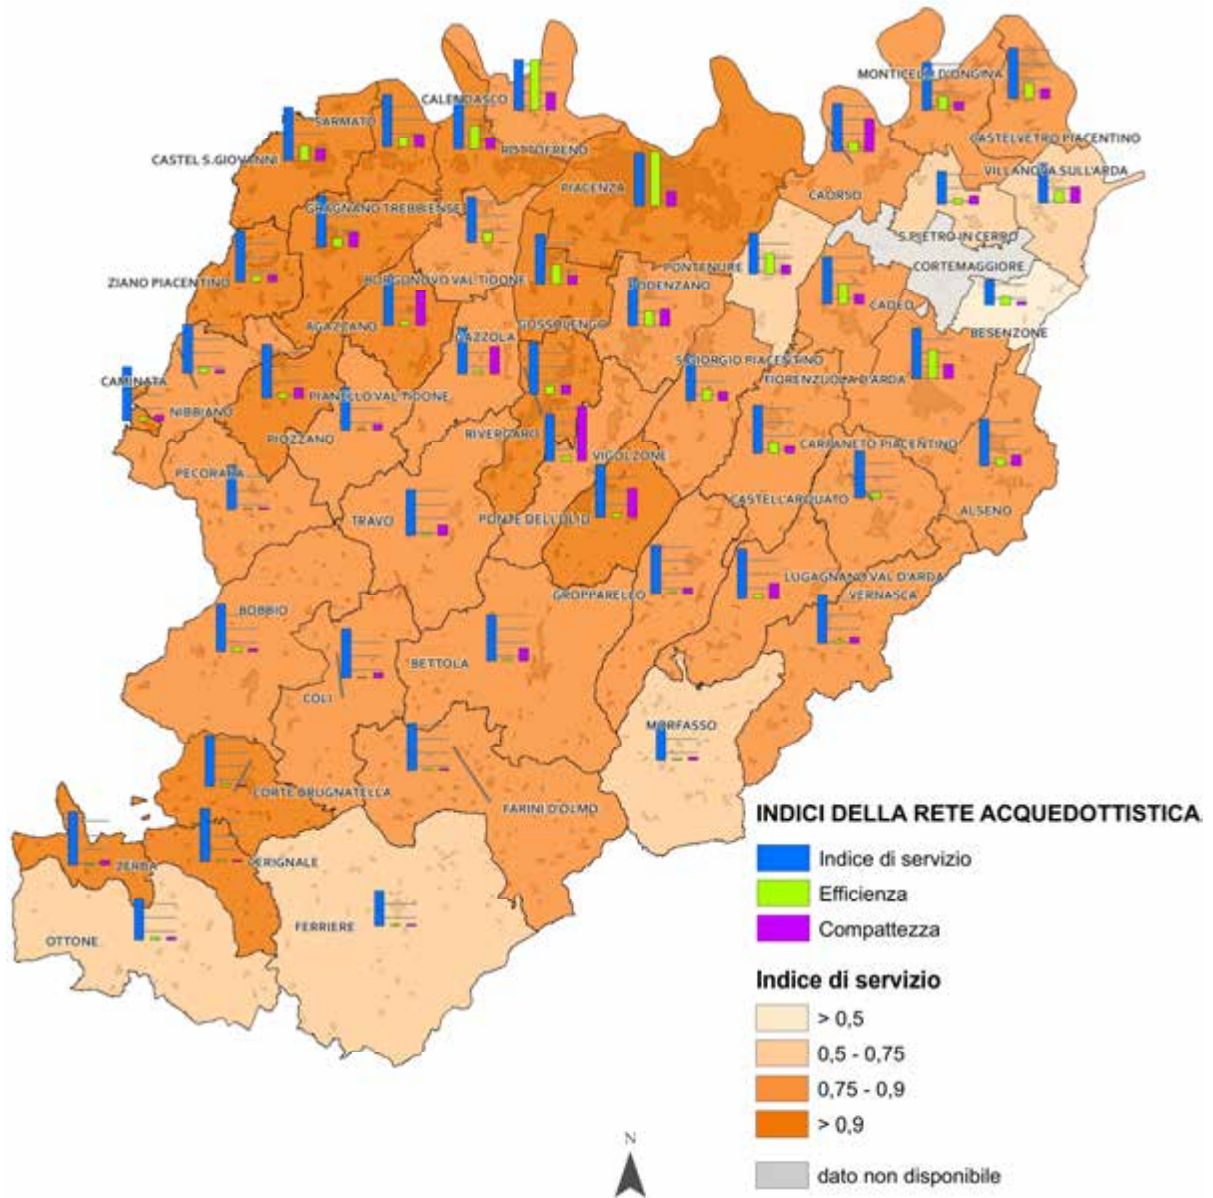 MONTICELLI D'ONGINA
CALENDASCO
SARMATO
CASTELVETRO PIACENTINO
ROTTOFRENO
CASTEL S.GIOVANNI
VILLANOVA SULL'ARDA
PIACENZA
CAORSO
GRAGNANO TREBBIENSE
S.PIETRO IN CERRO
PONTENURE
CORTEMAGGIORE
ZIANO PIACENTINO
BORGONOVO VAL TIDONE
PODENZANO
CADEO
AGAZZANO
GOSSOLENGO
BESENZONE
GAZZOLA
S.GIORGIO PIACENTINO
CAMINATA
FIORENZUOLA D'ARDA
PIANELLO VAL TIDONE
NIBBIANO
RIVERGARO
PIOZZANO
CARPANETO PIACENTINO
VIGOLZONE
PECORARA
CASTELL'ARQUATO
ALSENO
TRAVO
PONTE DELL'OLIO
LUGAGNANO VAL D'ARDA
GROPPARELLO
VERNASCA
BOBBIO
BETTOLA
COLI
MORFASSO
CORTE BRUGNATELLA
FARINI D'OLMO
ZERBA
CERIGNALE
FERRIERE
OTTONE
INDICI DELLA RETE ACQUEDOTTISTICA
Indice di servizio
Efficienza
Compattezza
Indice di servizio
> 0,5
0,5 - 0,75
0,75 - 0,9
> 0,9
dato non disponibile
N